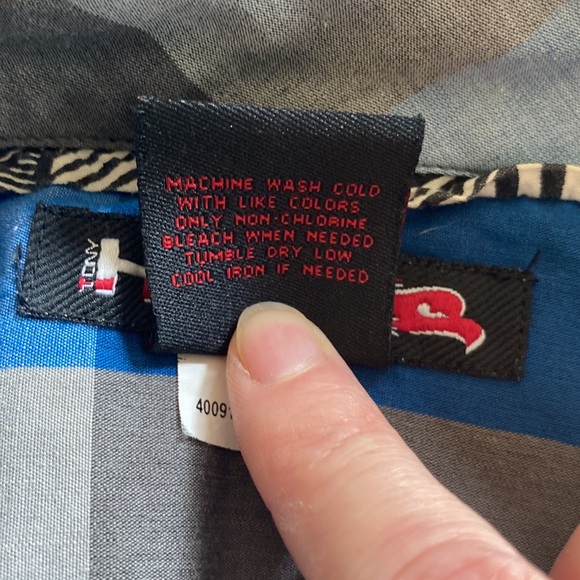 MACHINE WASH COLD
WITH LIKE COLORS
ONLY NON-CHLORINE
BLEACH WHEN NEEDED
TUMBLE DRY LOW
COOL IRON IF NEEDED
TONY